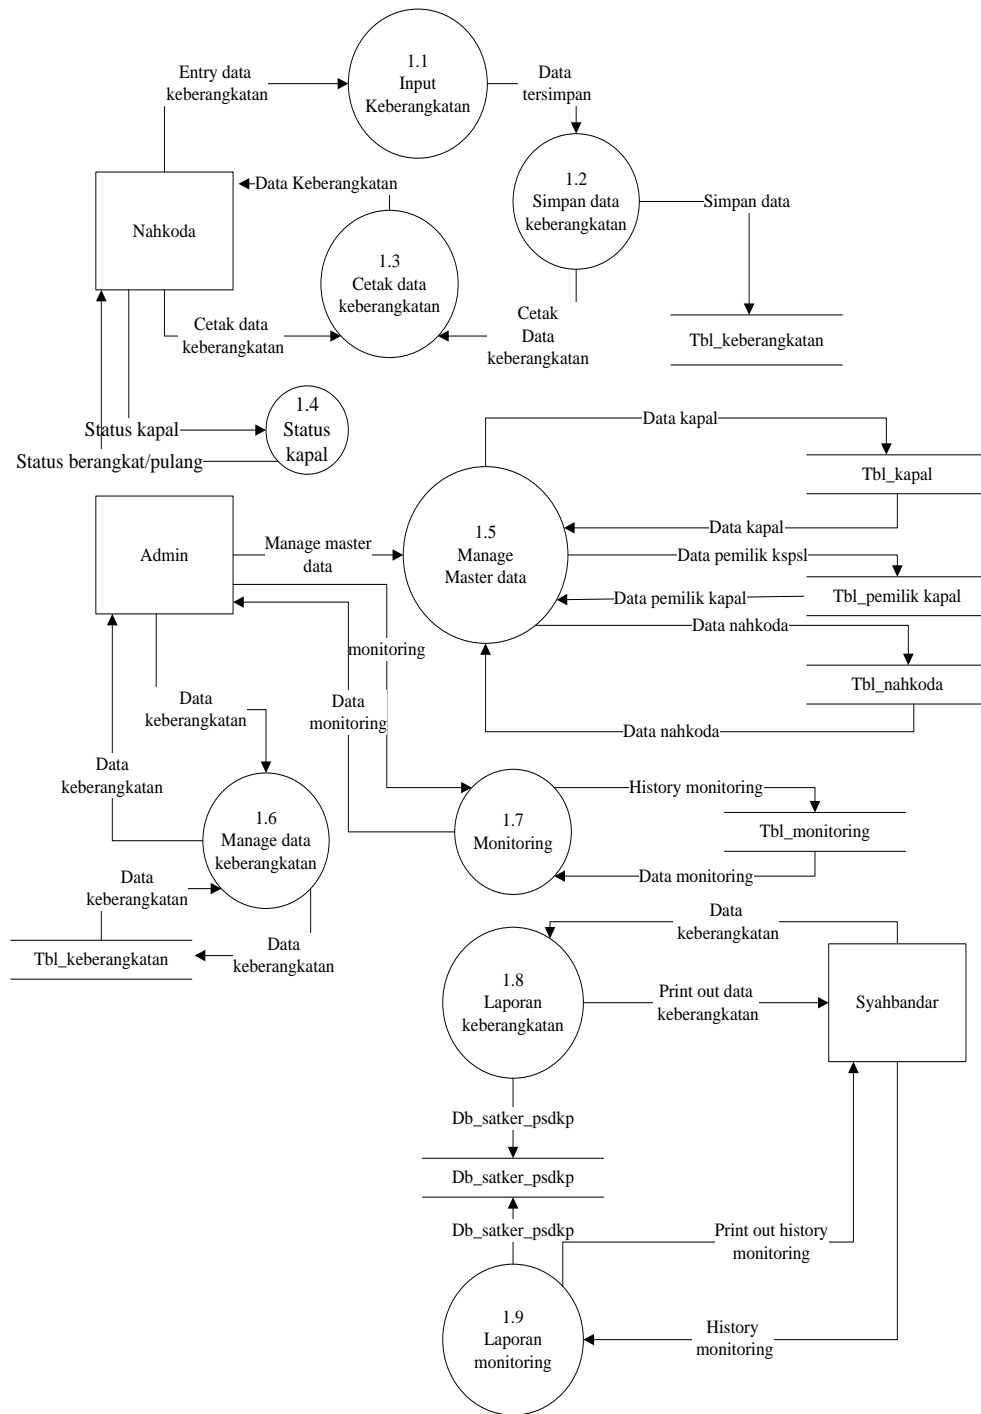 1.1
Input
Keberangkatan
Entry data
keberangkatan
Data
tersimpan
1.2
Simpan data
keberangkatan
Simpan data
Data Keberangkatan
Nahkoda
1.3
Cetak data
keberangkatan
Cetak data
keberangkatan
Cetak
Data
keberangkatan
Tbl_keberangkatan
1.4
Status
kapal
Status kapal
Status berangkat/pulang
Data kapal
Tbl_kapal
Data kapal
Admin
Manage master
data
1.5
Manage
Master data
Data pemilik kspsl
Tbl_pemilik kapal
Data pemilik kapal
Data nahkoda
Tbl_nahkoda
Data nahkoda
monitoring
Data
monitoring
Data
keberangkatan
Data
keberangkatan
1.6
Manage data
keberangkatan
1.7
Monitoring
History monitoring
Tbl_monitoring
Data monitoring
Data
keberangkatan
Tbl_keberangkatan
Data
keberangkatan
Data
keberangkatan
1.8
Laporan
keberangkatan
Print out data
keberangkatan
Syahbandar
Db_satker_psdkp
Db_satker_psdkp
Db_satker_psdkp
Print out history
monitoring
1.9
Laporan
monitoring
History
monitoring